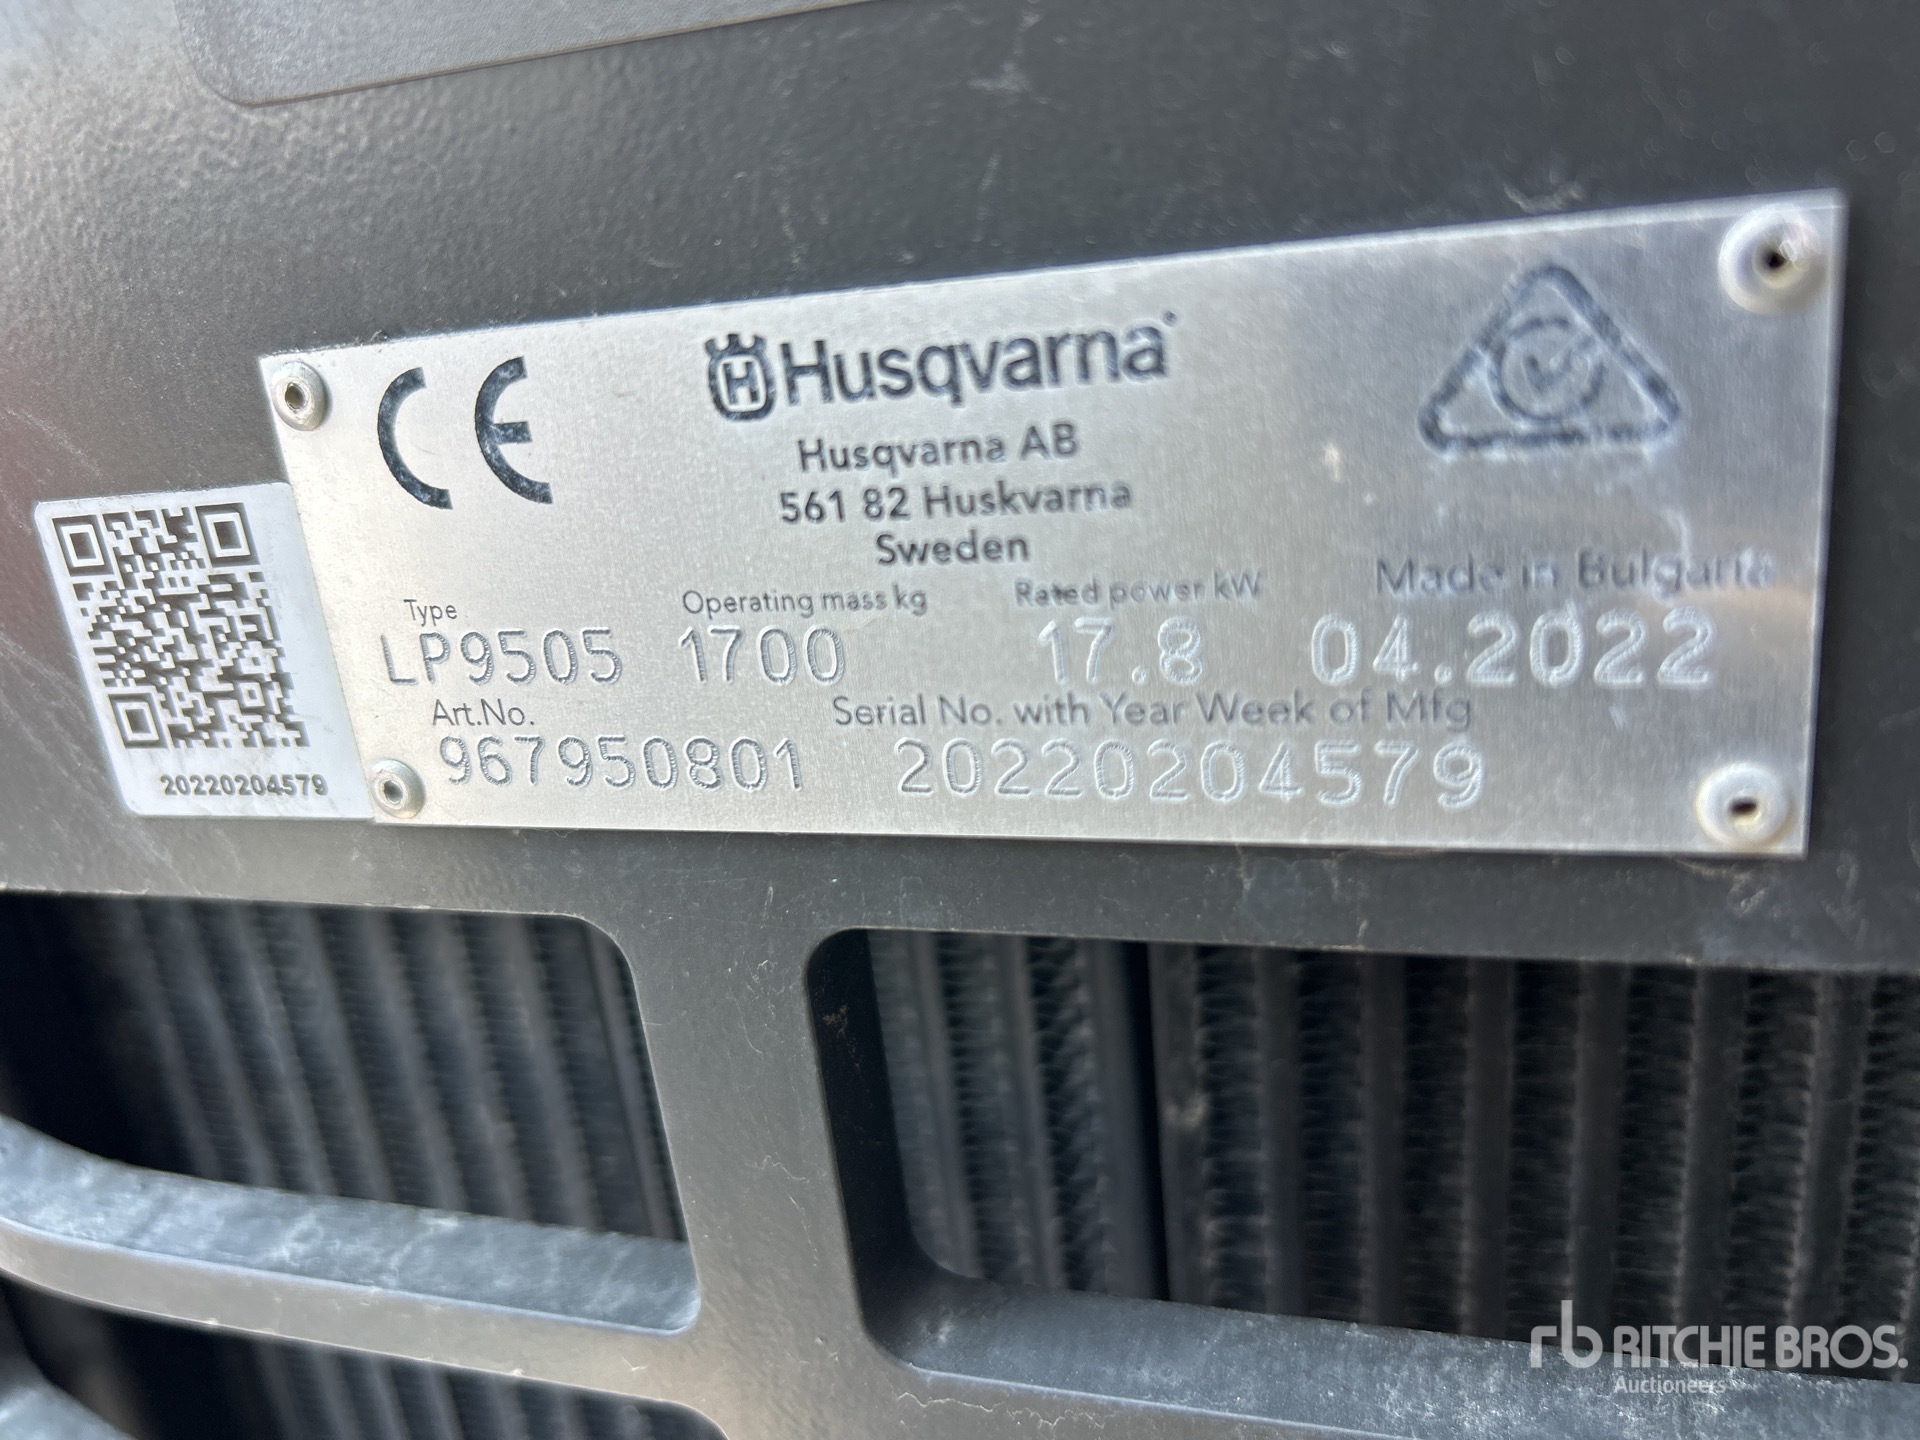 CE
Husqvarna
Husqvarna AB
561 82 Huskvarna
Sweden
Made in Bulgaria
Type Operating mass kg Rated power kW
LP9505 1700 17.8 04.2022
Art.No. Serial No. with Year Week of Mfg
967950801 20220204579
20220204579
rb RITCHIE BROS.
Auctioneers